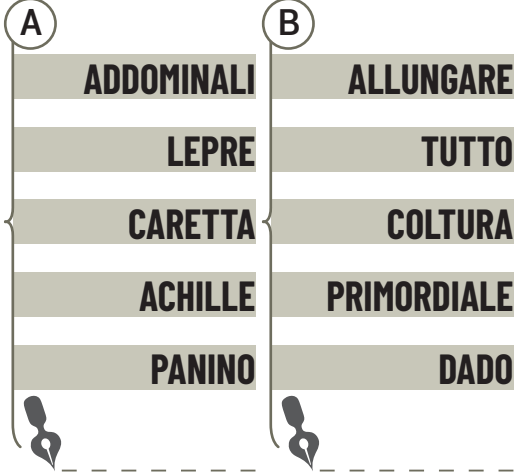 A
ADDOMINALI
LEPRE
CARETTA
ACHILLE
PANINO
B
ALLUNGARE
TUTTO
COLTURA
PRIMORDIALE
DADO